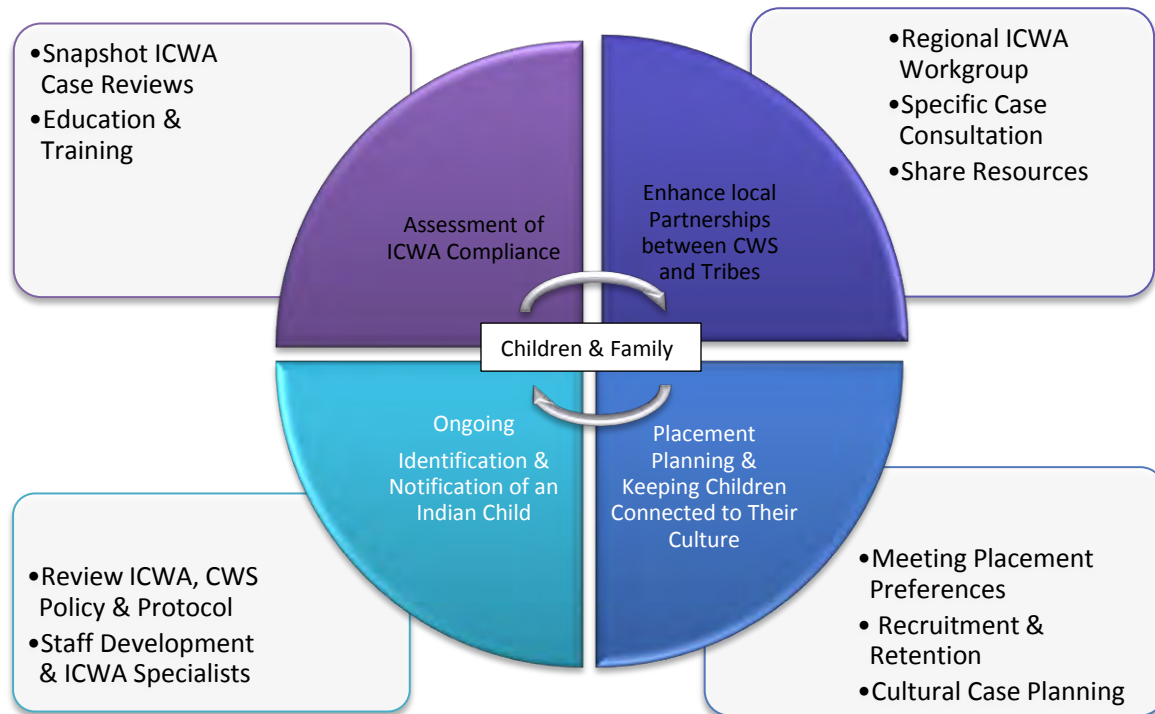 •Snapshot ICWA
Case Reviews
•Education &
Training
•Regional ICWA
Workgroup
•Specific Case
Consultation
•Share Resources
Assessment of
ICWA Compliance
Enhance local
Partnerships
between CWS
and Tribes
Children & Family
Ongoing
Identification &
Notification of an
Indian Child
Placement
Planning &
Keeping Children
Connected to Their
Culture
•Review ICWA, CWS
Policy & Protocol
•Staff Development
& ICWA Specialists
•Meeting Placement
Preferences
• Recruitment &
Retention
•Cultural Case Planning